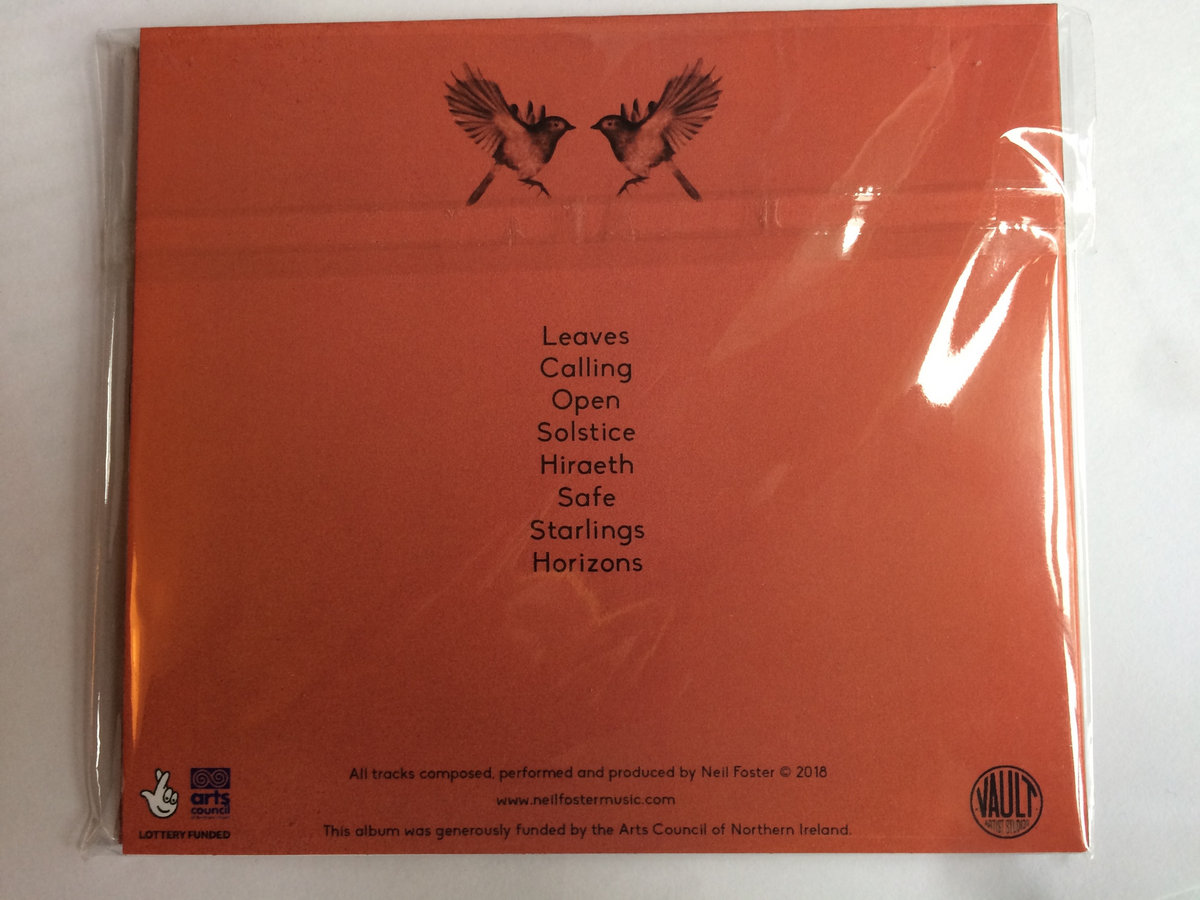 Leaves
Calling
Open
Solstice
Hiraeth
Safe
Starlings
Horizons
All tracks composed, performed and produced by Neil Foster © 2018
www.neilfostermusic.com
This album was generously funded by the Arts Council of Northern Ireland.
arts
council
LOTTERY FUNDED
VAULT
ARTIST STUDIOS